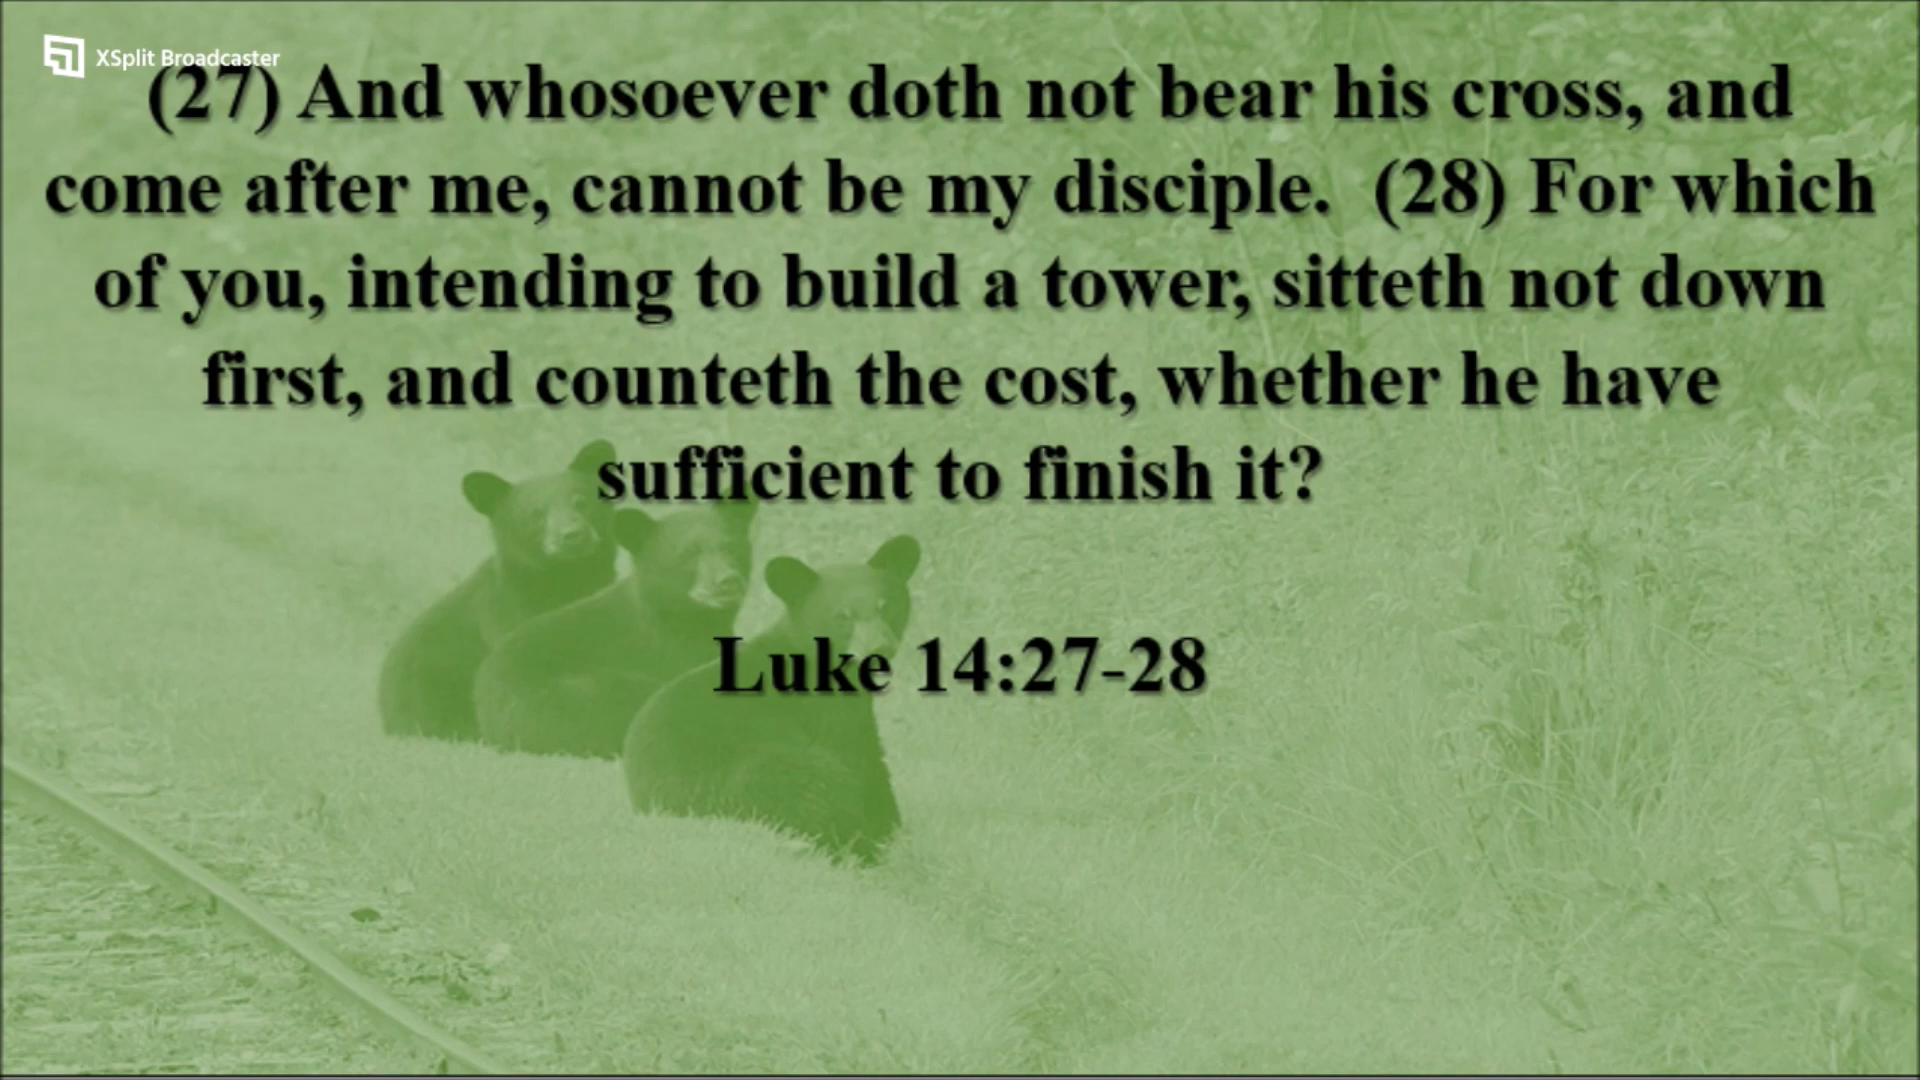 XSplit Broadcaster
(27) And whosoever doth not bear his cross, and
come after me, cannot be my disciple.  (28) For which
of you, intending to build a tower, sitteth not down
first, and counteth the cost, whether he have
sufficient to finish it?
Luke 14:27-28